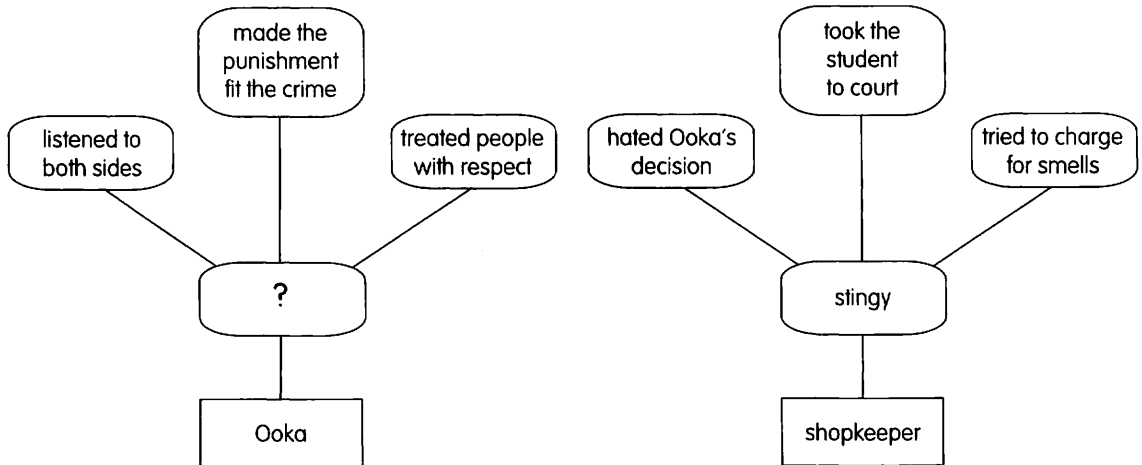 made the
punishment
fit the crime
listened to
both sides
treated people
with respect
?
Ooka
took the
student
to court
hated Ooka's
decision
tried to charge
for smells
stingy
shopkeeper